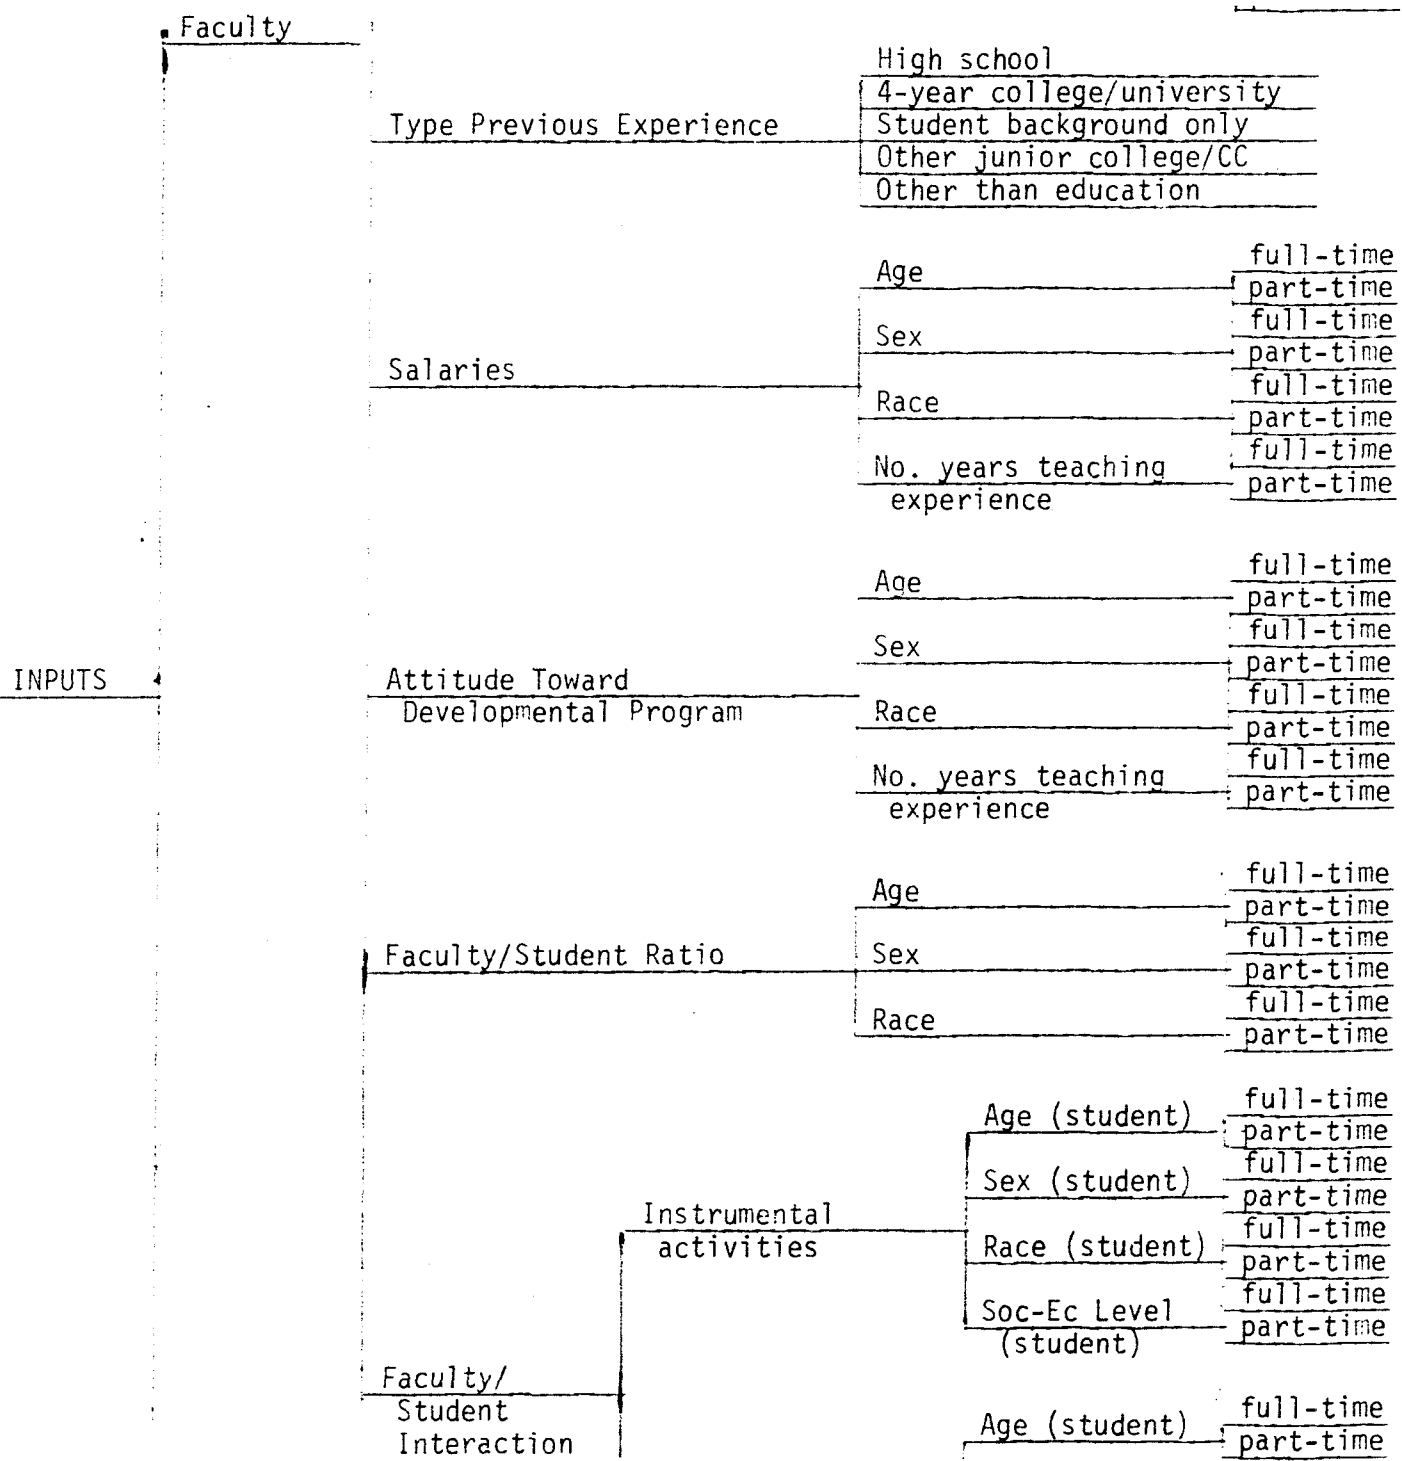 Faculty
High school
4-year college/university
Type Previous Experience
Student background only
Other junior college/CC
Other than education
full-time
Age
part-time
full-time
Sex
part-time
Salaries
full-time
Race
part-time
full-time
No. years teaching
part-time
experience
full-time
Age
part-time
full-time
Sex
part-time
INPUTS
Attitude Toward
Developmental Program
full-time
Race
part-time
full-time
No. years teaching
part-time
experience
full-time
Age
part-time
full-time
Faculty/Student Ratio
Sex
part-time
full-time
Race
part-time
full-time
Age (student)
part-time
full-time
Sex (student)
part-time
Instrumental
activities
full-time
Race (student)
part-time
full-time
Soc-Ec Level
(student)
part-time
Faculty/
Student
Interaction
full-time
Age (student)
part-time